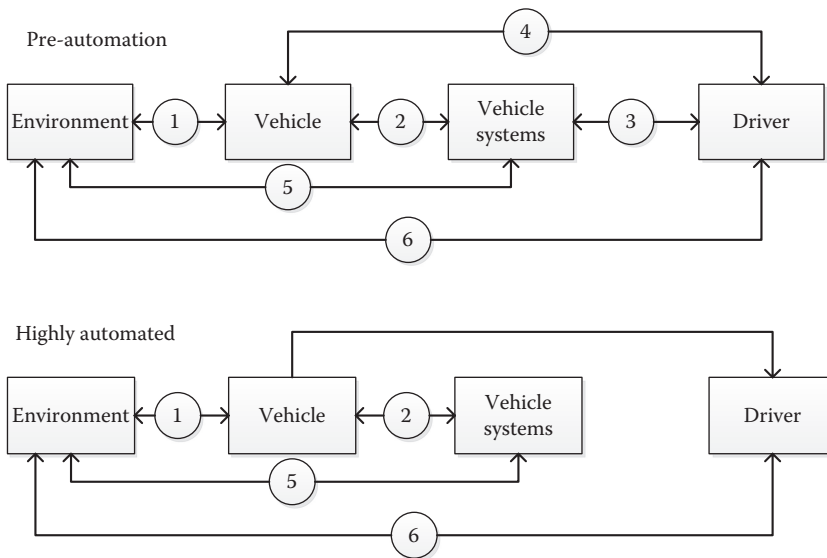 Pre-automation
4
Environment
1
Vehicle
2
Vehicle
systems
3
Driver
5
6
Highly automated
Environment
1
Vehicle
2
Vehicle
systems
Driver
5
6